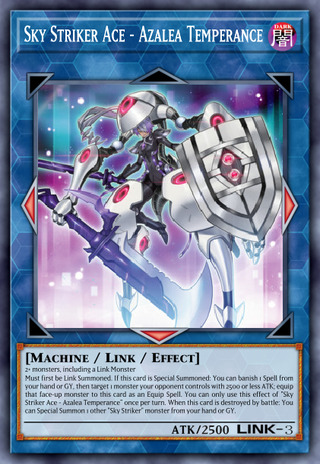 SKY STRIKER ACE - AZALEA TEMPERANCE
DARK
闇
[MACHINE / LINK / EFFECT]
2+ monsters, including a Link Monster
Must first be Link Summoned. If this card is Special Summoned: You can banish 1 Spell from
your hand or GY, then target 1 monster your opponent controls with 2500 or less ATK; equip
that face-up monster to this card as an Equip Spell. You can only use this effect of "Sky
Striker Ace - Azalea Temperance" once per turn. When this card is destroyed by battle: You
can Special Summon 1 other "Sky Striker" monster from your hand or GY.
ATK/2500 LINK-3